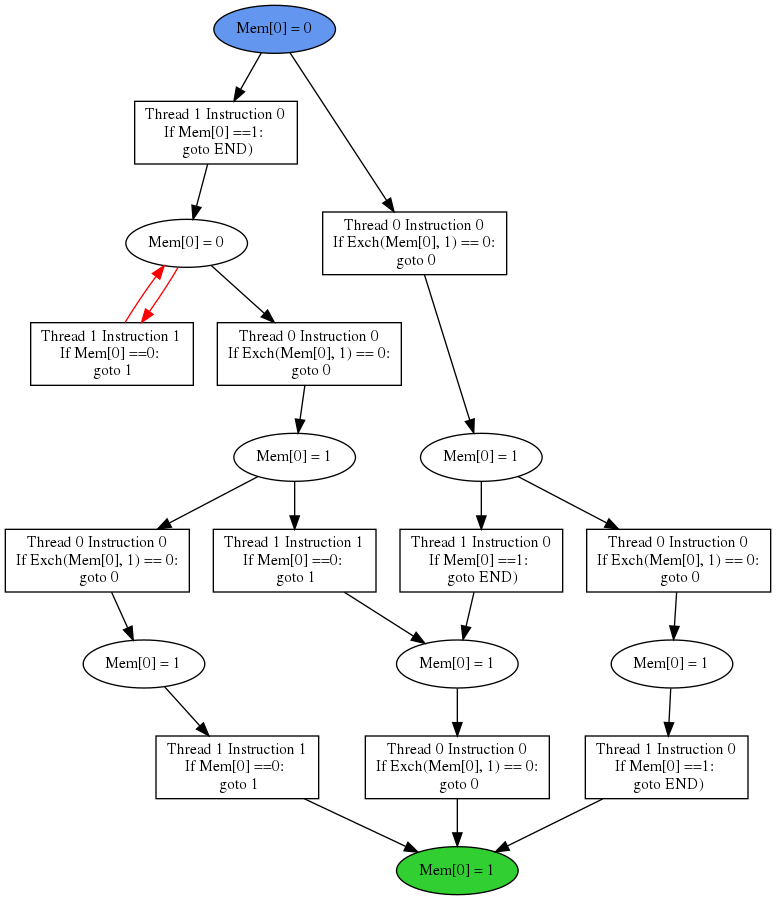 Mem[0] = 0
Thread 1 Instruction 0
If Mem[0] ==1:
goto END)
Thread 0 Instruction 0
If Exch(Mem[0], 1) == 0:
goto 0
Mem[0] = 0
Thread 1 Instruction 1
If Mem[0] ==0:
goto 1
Thread 0 Instruction 0
If Exch(Mem[0], 1) == 0:
goto 0
Mem[0] = 1
Mem[0] = 1
Thread 0 Instruction 0
If Exch(Mem[0], 1) == 0:
goto 0
Thread 1 Instruction 1
If Mem[0] ==0:
goto 1
Thread 1 Instruction 0
If Mem[0] ==1:
goto END)
Thread 0 Instruction 0
If Exch(Mem[0], 1) == 0:
goto 0
Mem[0] = 1
Mem[0] = 1
Mem[0] = 1
Thread 1 Instruction 1
If Mem[0] ==0:
goto 1
Thread 0 Instruction 0
If Exch(Mem[0], 1) == 0:
goto 0
Thread 1 Instruction 0
If Mem[0] ==1:
goto END)
Mem[0] = 1